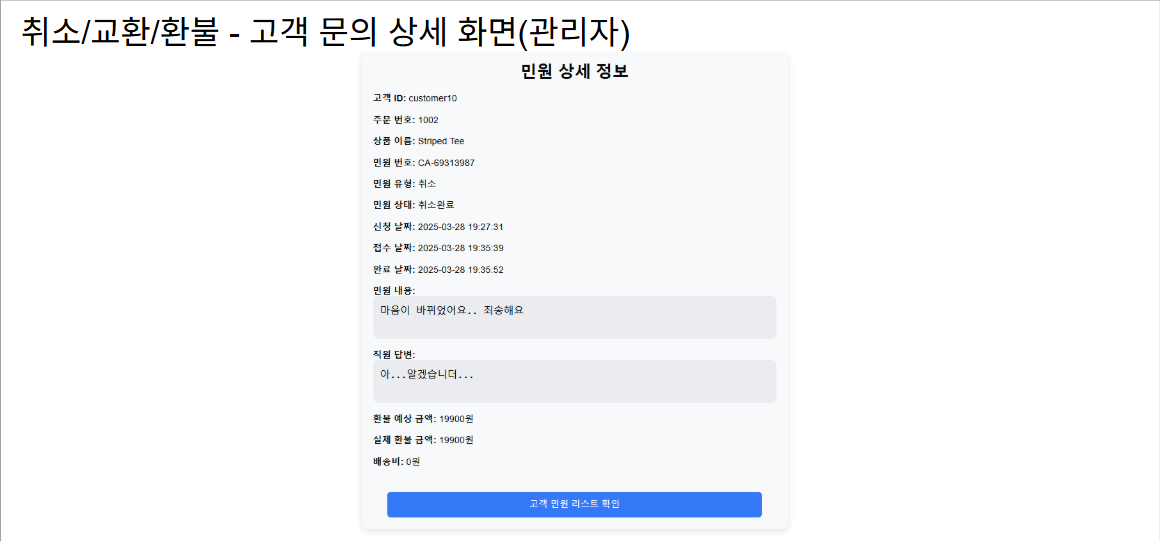 취소/교환/환불 - 고객 문의 상세 화면(관리자)
민원 상세 정보
고객 ID: customer10
주문 번호: 1002
상품 이름: Striped Tee
민원 번호: CA-69313987
민원 유형: 취소
민원 상태: 취소완료
신청 날짜: 2025-03-28 19:27:31
접수 날짜: 2025-03-28 19:35:39
완료 날짜: 2025-03-28 19:35:52
민원 내용:
마음이 바뀌었어요.. 죄송해요
직원 답변:
아...알겠습니더...
환불 예상 금액: 19900원
실제 환불 금액: 19900원
배송비: 0원
고객 민원 리스트 확인